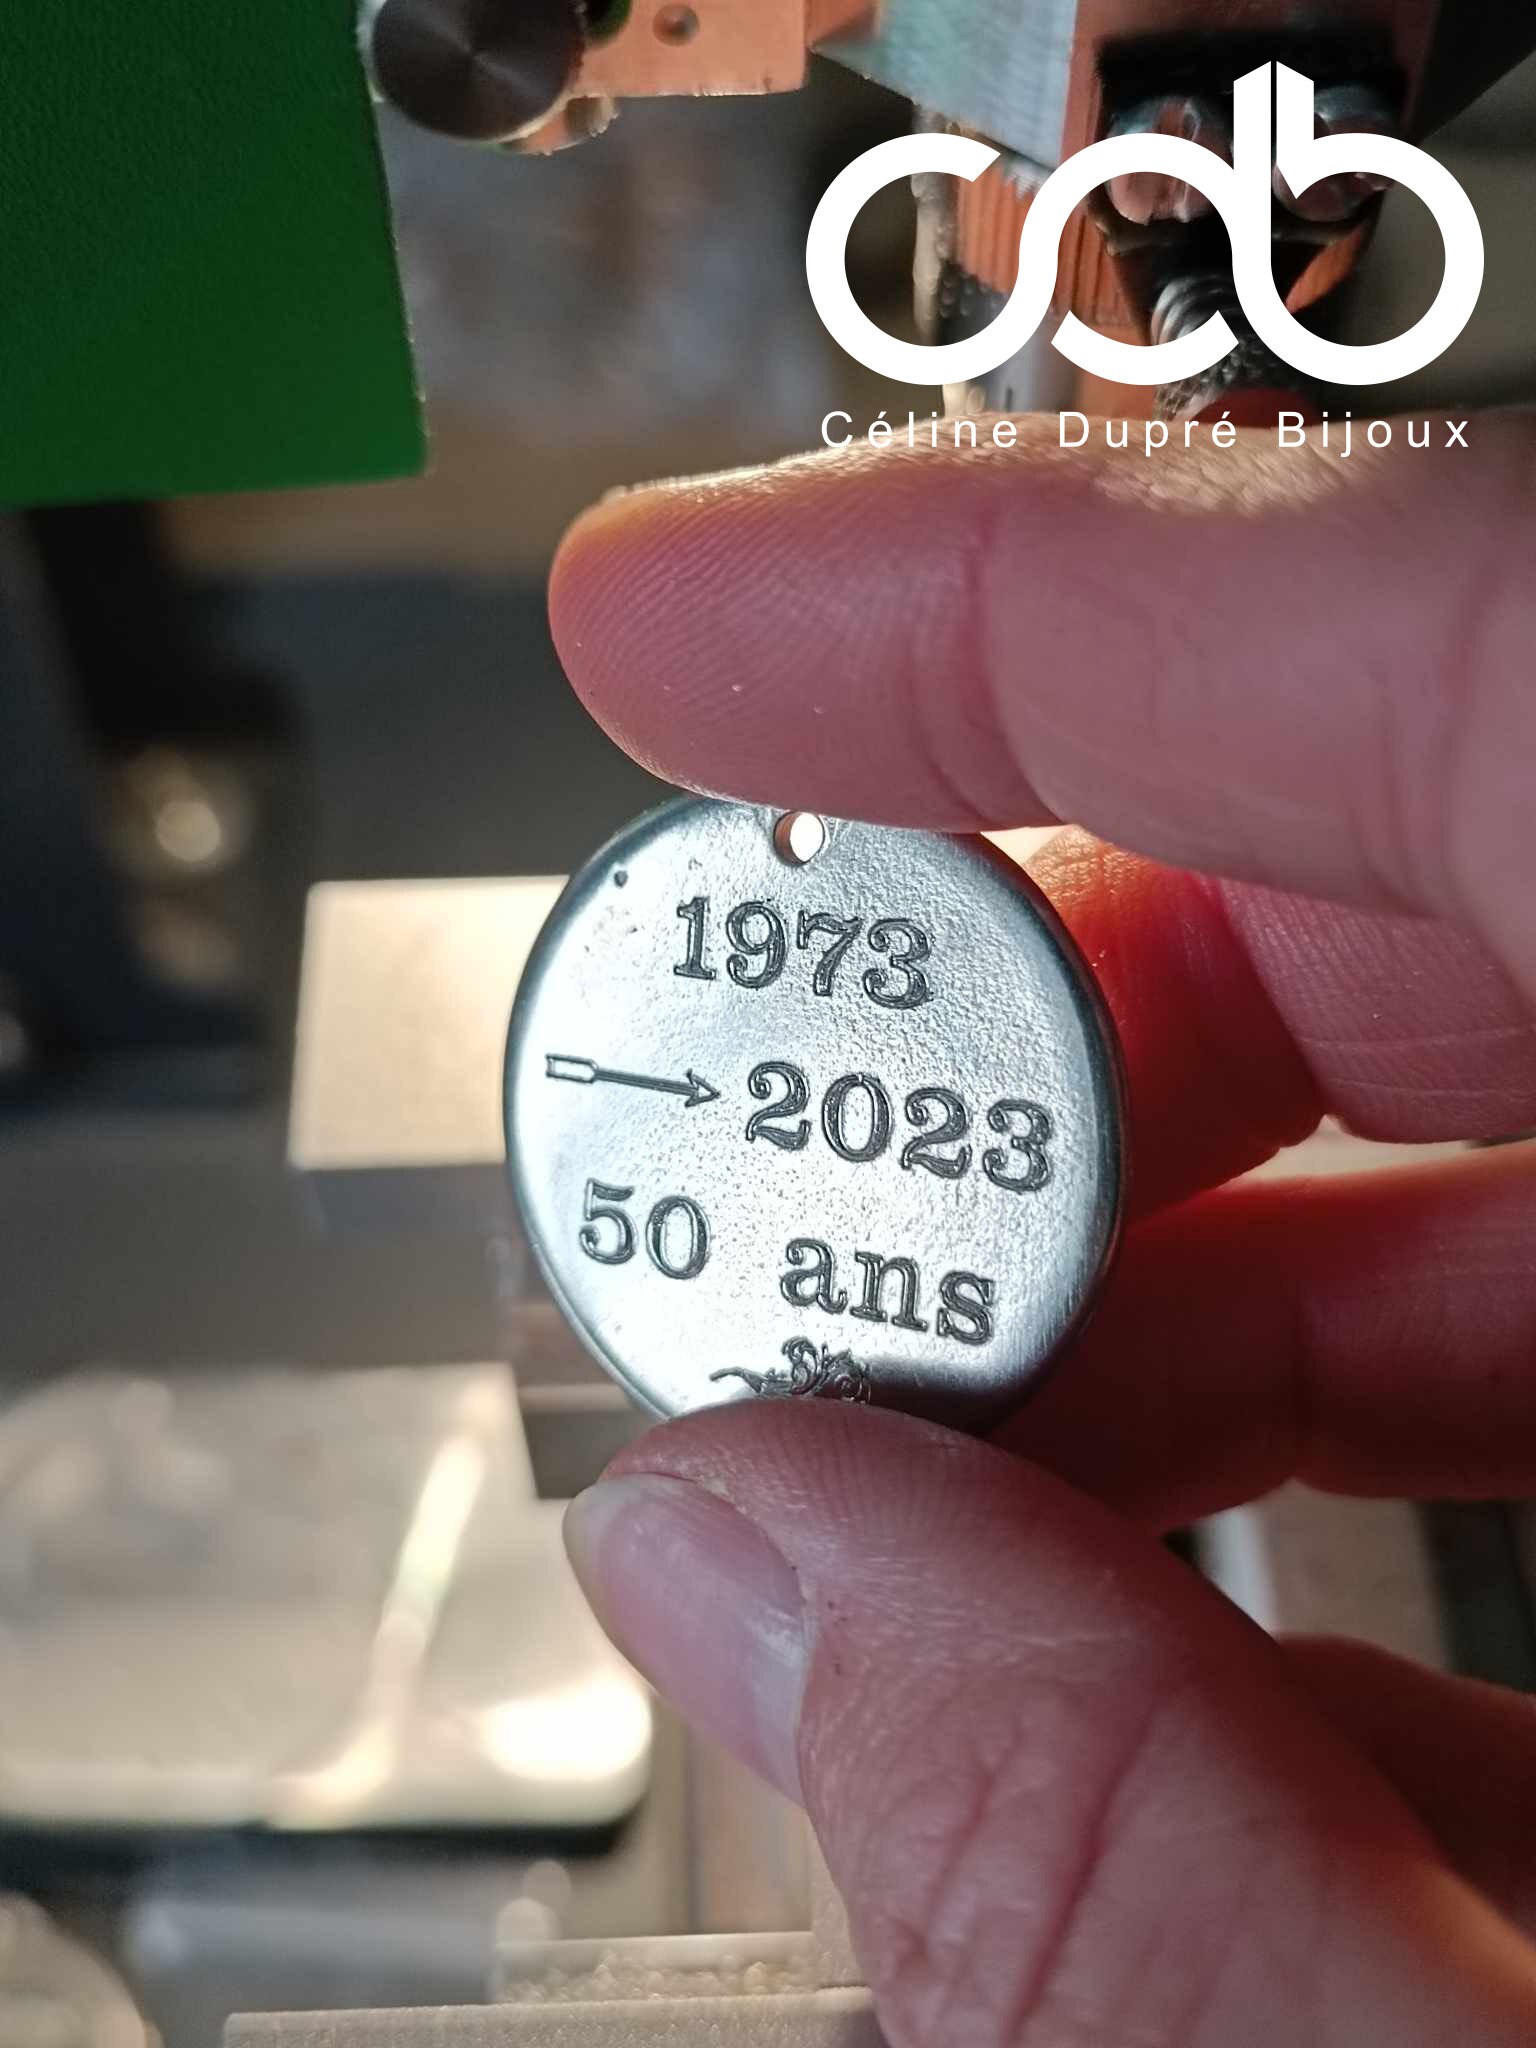 cdb
Céline Dupré Bijoux
1973
2023
50 ans